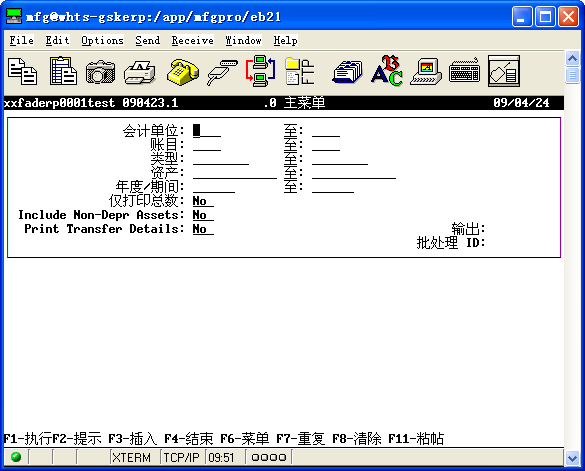 mfg@whts-gskerp:/app/mfgpro/eb21
File Edit Options Send Receive Window Help
xxfaderp0001test 090423.1 .0 主菜单 09/04/24
会计单位: 至:
账目: 至:
类型: 至:
资产: 至:
年度/期间: 至:
仅打印总数: No
Include Non-Depr Assets: No
Print Transfer Details: No 输出:
批处理 ID:
F1-执行F2-提示 F3-插入 F4-结束 F6-菜单 F7-重复 F8-清除 F11-粘帖
XTERM TCP/IP 09:51